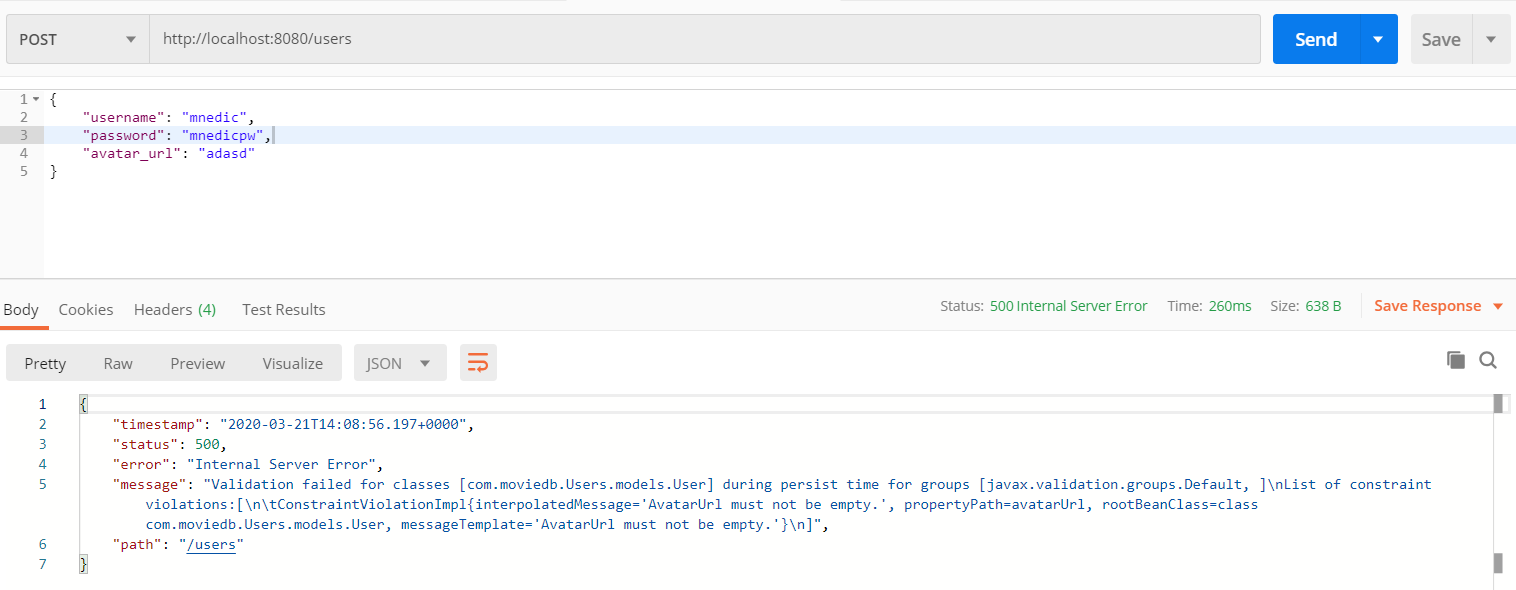 POST http://localhost:8080/users Send Save
1 {
2 "username": "mnedic",
3 "password": "mnedicpw",
4 "avatar_url": "adasd"
5 }
Body Cookies Headers (4) Test Results Status: 500 Internal Server Error Time: 260ms Size: 638 B Save Response
Pretty Raw Preview Visualize JSON
1 {
2 "timestamp": "2020-03-21T14:08:56.197+0000",
3 "status": 500,
4 "error": "Internal Server Error",
5 "message": "Validation failed for classes [com.moviedb.Users.models.User] during persist time for groups [javax.validation.groups.Default, ]\nList of constraint
violations:[\n\tConstraintViolationImpl{interpolatedMessage='AvatarUrl must not be empty.', propertyPath=avatarUrl, rootBeanClass=class
com.moviedb.Users.models.User, messageTemplate='AvatarUrl must not be empty.'}\n]",
6 "path": "/users"
7 }